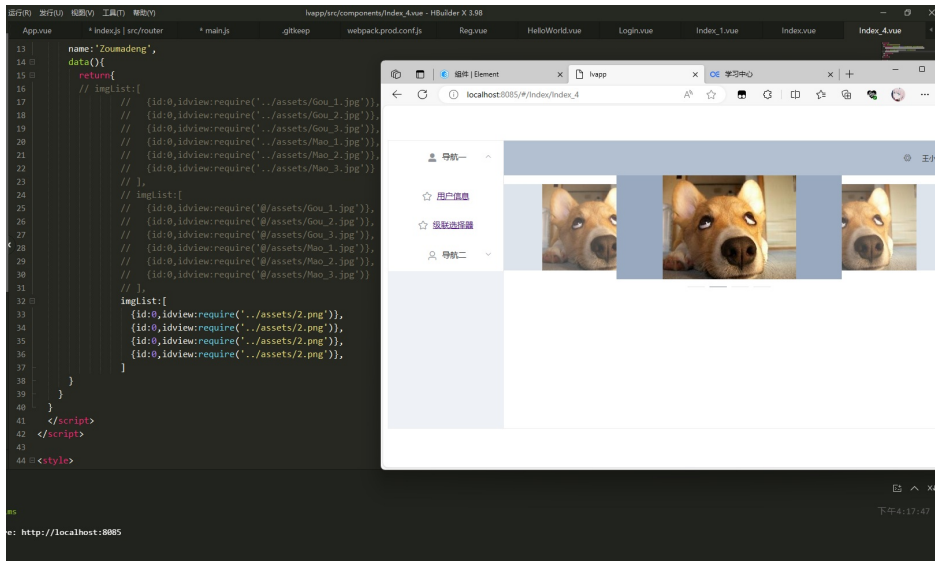 运行(R) 发行(U) 视图(V) 工具(T) 帮助(Y)
lvapp/src/components/Index_4.vue - HBuilder X 3.98
App.vue * index.js | src/router * main.js .gitkeep webpack.prod.conf.js Reg.vue HelloWorld.vue Login.vue Index_1.vue Index.vue Index_4.vue
13 name:'Zoumadeng',
14 data(){
15 return{
16 // imgList:[
17 // {id:0,idview:require('../assets/Gou_1.jpg')},
18 // {id:0,idview:require('../assets/Gou_2.jpg')},
19 // {id:0,idview:require('../assets/Gou_3.jpg')},
20 // {id:0,idview:require('../assets/Mao_1.jpg')},
21 // {id:0,idview:require('../assets/Mao_2.jpg')},
22 // {id:0,idview:require('../assets/Mao_3.jpg')}
23 // ],
24 // imgList:[
25 // {id:0,idview:require('@/assets/Gou_1.jpg')},
26 // {id:0,idview:require('@/assets/Gou_2.jpg')},
27 // {id:0,idview:require('@/assets/Gou_3.jpg')},
28 // {id:0,idview:require('@/assets/Mao_1.jpg')},
29 // {id:0,idview:require('@/assets/Mao_2.jpg')},
30 // {id:0,idview:require('@/assets/Mao_3.jpg')}
31 // ],
32 imgList:[
33 {id:0,idview:require('../assets/2.png')},
34 {id:0,idview:require('../assets/2.png')},
35 {id:0,idview:require('../assets/2.png')},
36 {id:0,idview:require('../assets/2.png')},
37 ]
38 }
39 }
40 }
41 </script>
42 </script>
43
44 <style>
组件 | Element
lvapp
OE 学习中心
localhost:8085/#/Index/Index_4
导航一
王小
用户信息
级联选择器
导航二
ms
下午4:17:47
e: http://localhost:8085